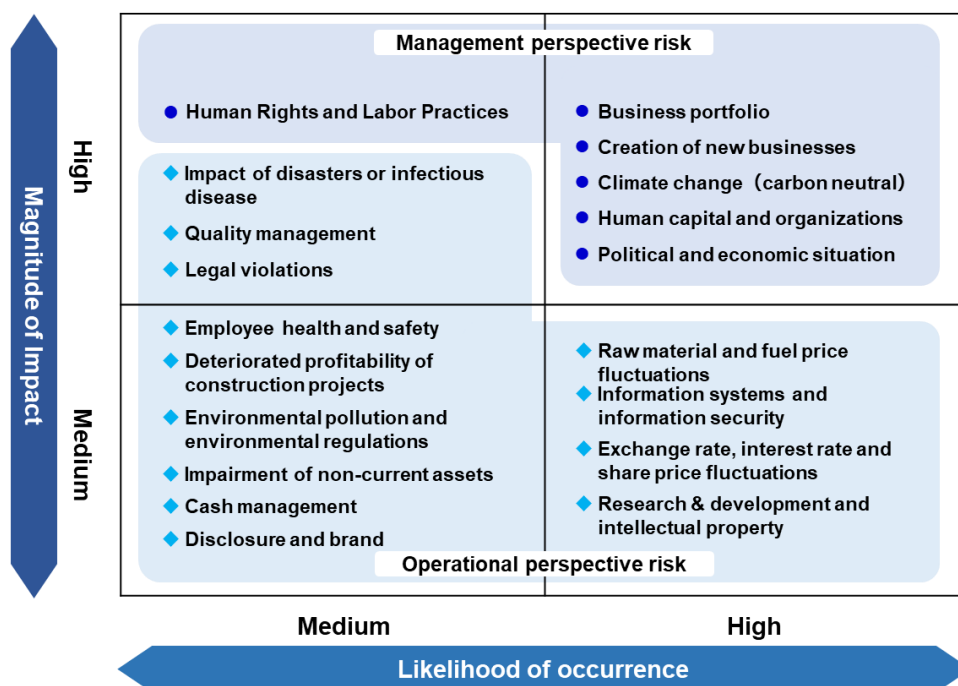 Management perspective risk
Magnitude of Impact
High
Medium
● Human Rights and Labor Practices
◆ Impact of disasters or infectious
disease
◆ Quality management
◆ Legal violations
● Business portfolio
● Creation of new businesses
● Climate change（carbon neutral）
● Human capital and organizations
● Political and economic situation
◆ Employee health and safety
◆ Deteriorated profitability of
construction projects
◆ Environmental pollution and
environmental regulations
◆ Impairment of non-current assets
◆ Cash management
◆ Disclosure and brand
◆ Raw material and fuel price
fluctuations
◆ Information systems and
information security
◆ Exchange rate, interest rate and
share price fluctuations
◆ Research & development and
intellectual property
Operational perspective risk
Medium
High
Likelihood of occurrence